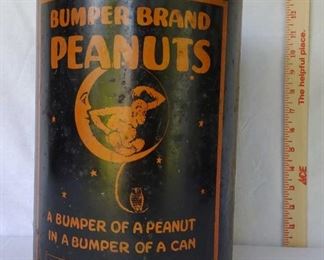 BUMPER BRAND
PEANUTS
A BUMPER OF A PEANUT
IN A BUMPER OF A CAN
The helpful place.
ACE